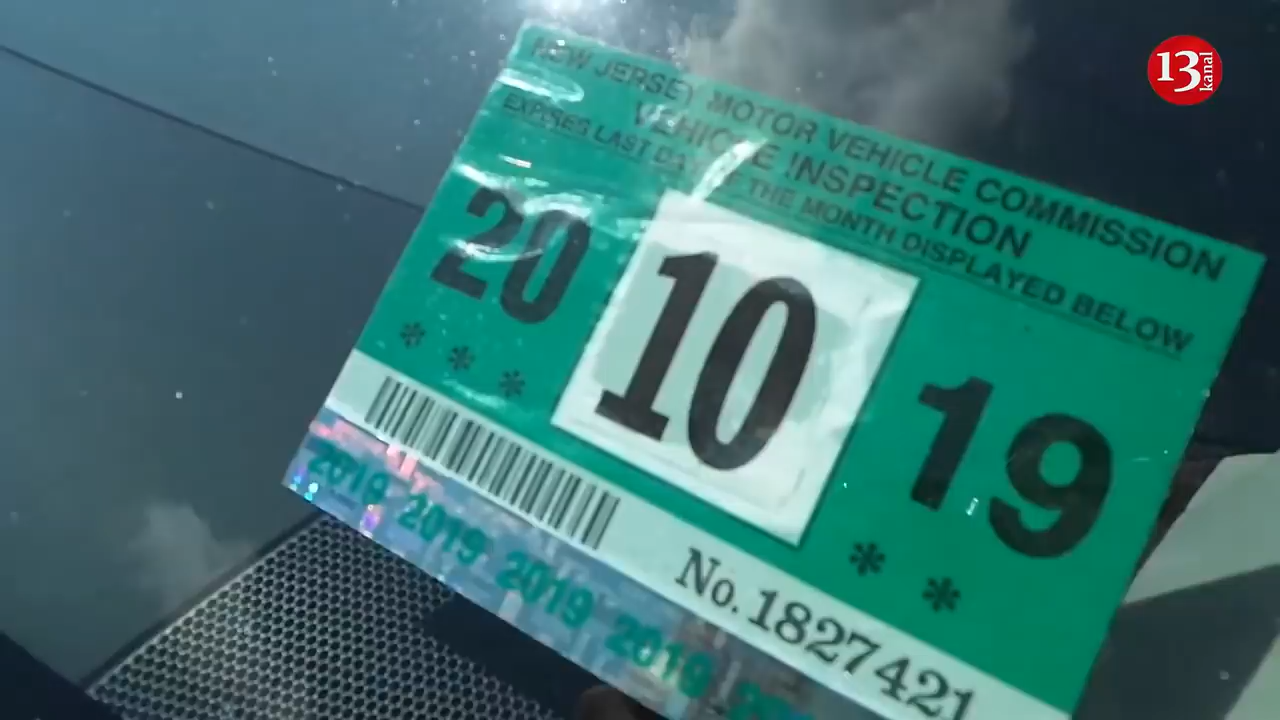 13 kanal
NEW JERSEY MOTOR VEHICLE COMMISSION
VEHICLE INSPECTION
EXPIRES LAST DAY OF THE MONTH DISPLAYED BELOW
20 10 19
* * * * *
No. 1827421
2019 2019 2019 2019